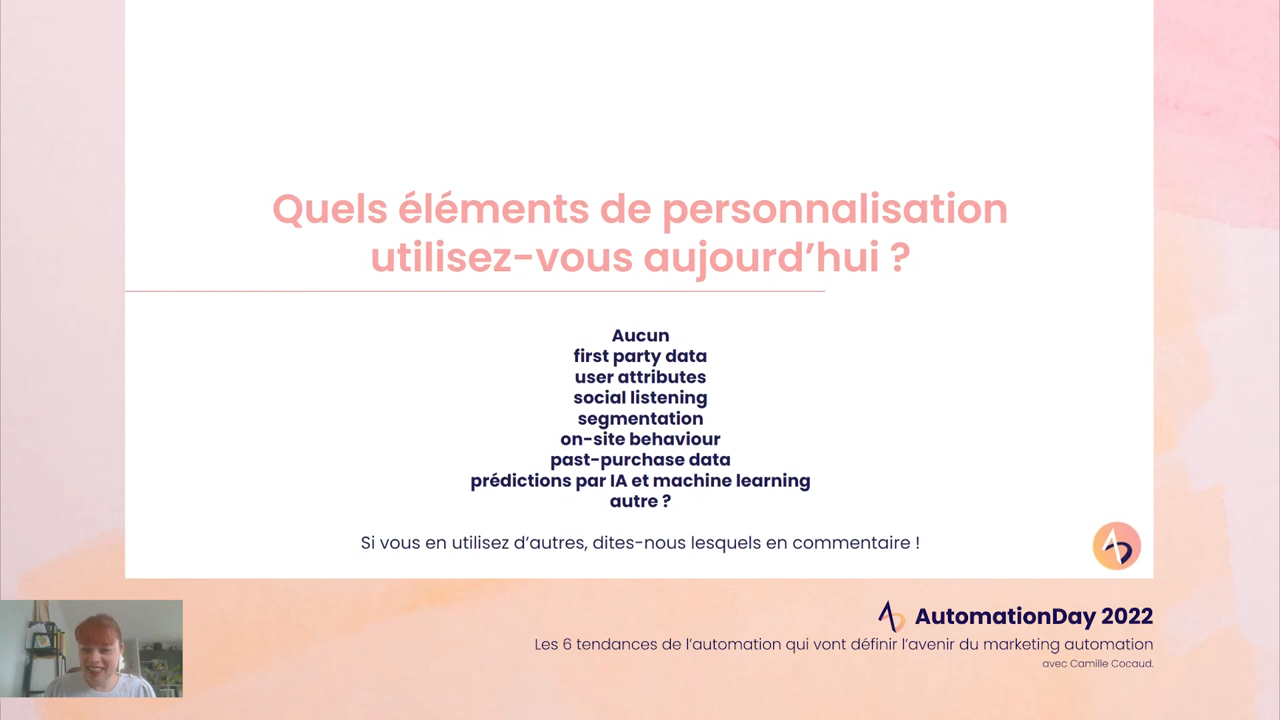 Quels éléments de personnalisation
utilisez-vous aujourd’hui ?
Aucun
first party data
user attributes
social listening
segmentation
on-site behaviour
past-purchase data
prédictions par IA et machine learning
autre ?
Si vous en utilisez d’autres, dites-nous lesquels en commentaire !
AutomationDay 2022
Les 6 tendances de l’automation qui vont définir l’avenir du marketing automation
avec Camille Cocaud.